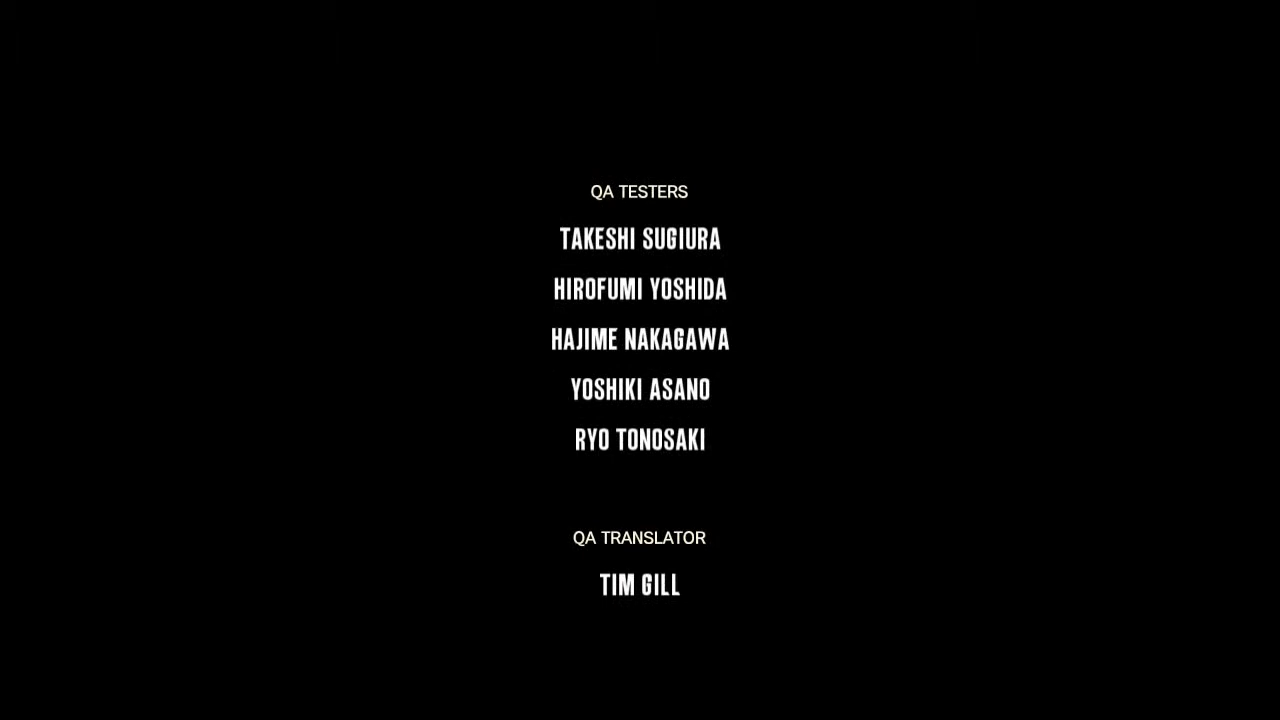 QA TESTERS
TAKESHI SUGIURA
HIROFUMI YOSHIDA
HAJIME NAKAGAWA
YOSHIKI ASANO
RYO TONOSAKI
QA TRANSLATOR
TIM GILL